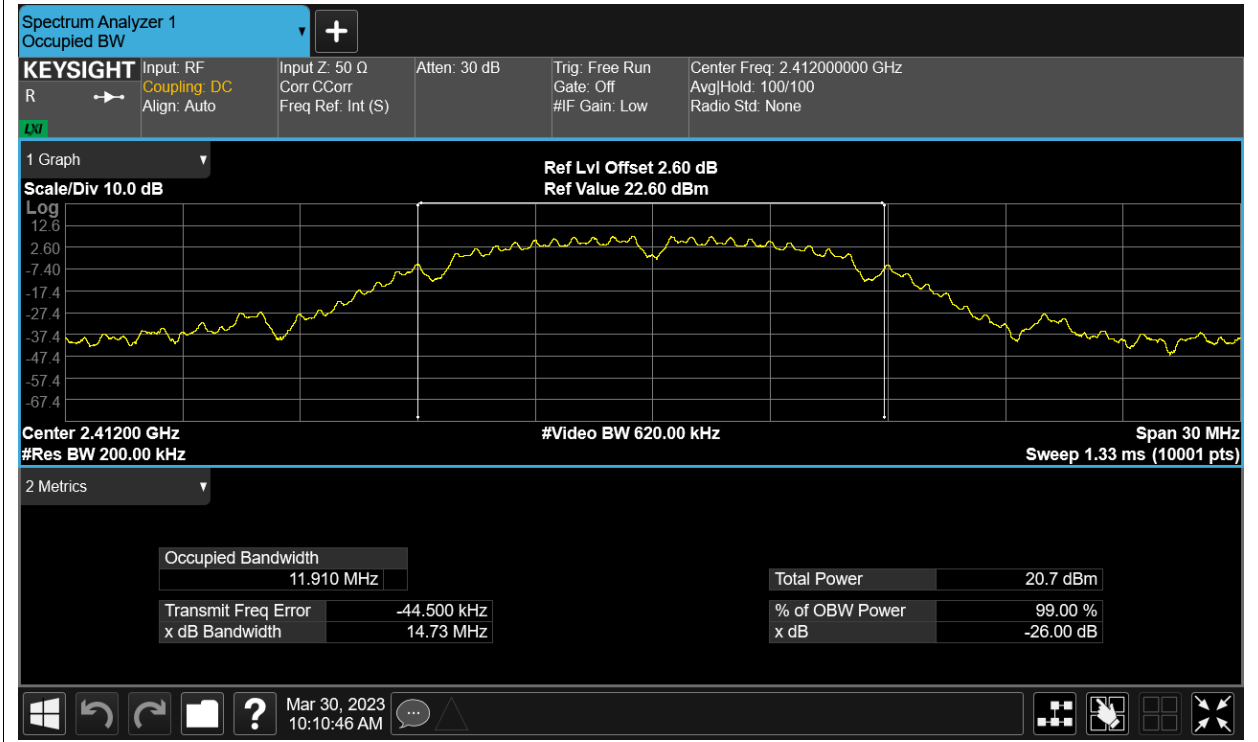 Spectrum Analyzer 1
Occupied BW
KEYSIGHT
R
LXI
Input: RF
Coupling: DC
Align: Auto
Input Z: 50 Ω
Corr CCorr
Freq Ref: Int (S)
Atten: 30 dB
Trig: Free Run
Gate: Off
#IF Gain: Low
Center Freq: 2.412000000 GHz
Avg|Hold: 100/100
Radio Std: None
1 Graph
Scale/Div 10.0 dB
Ref Lvl Offset 2.60 dB
Ref Value 22.60 dBm
Log
12.6
2.60
-7.40
-17.4
-27.4
-37.4
-47.4
-57.4
-67.4
Center 2.41200 GHz
#Video BW 620.00 kHz
Span 30 MHz
#Res BW 200.00 kHz
Sweep 1.33 ms (10001 pts)
2 Metrics
Occupied Bandwidth
11.910 MHz
Transmit Freq Error -44.500 kHz
x dB Bandwidth 14.73 MHz
Total Power 20.7 dBm
% of OBW Power 99.00 %
x dB -26.00 dB
?
Mar 30, 2023
10:10:46 AM